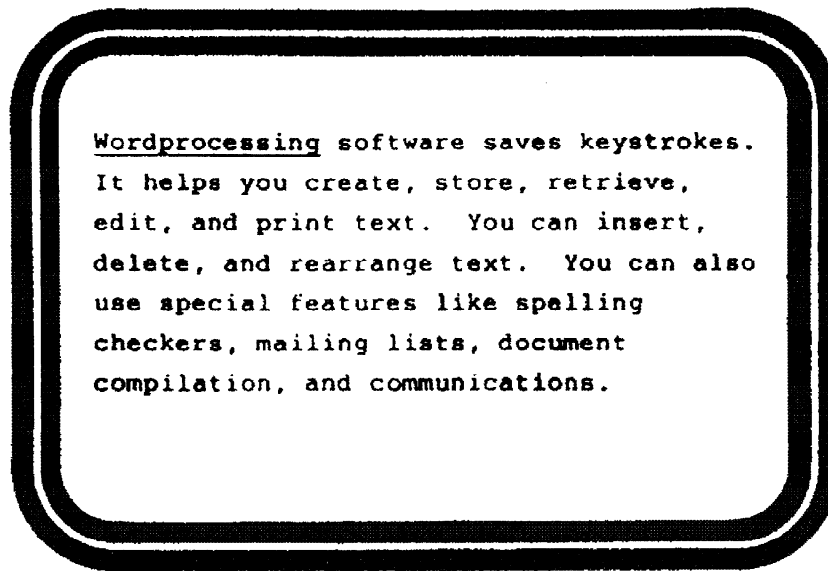 Wordprocessing software saves keystrokes.
It helps you create, store, retrieve,
edit, and print text.  You can insert,
delete, and rearrange text.  You can also
use special features like spelling
checkers, mailing lists, document
compilation, and communications.